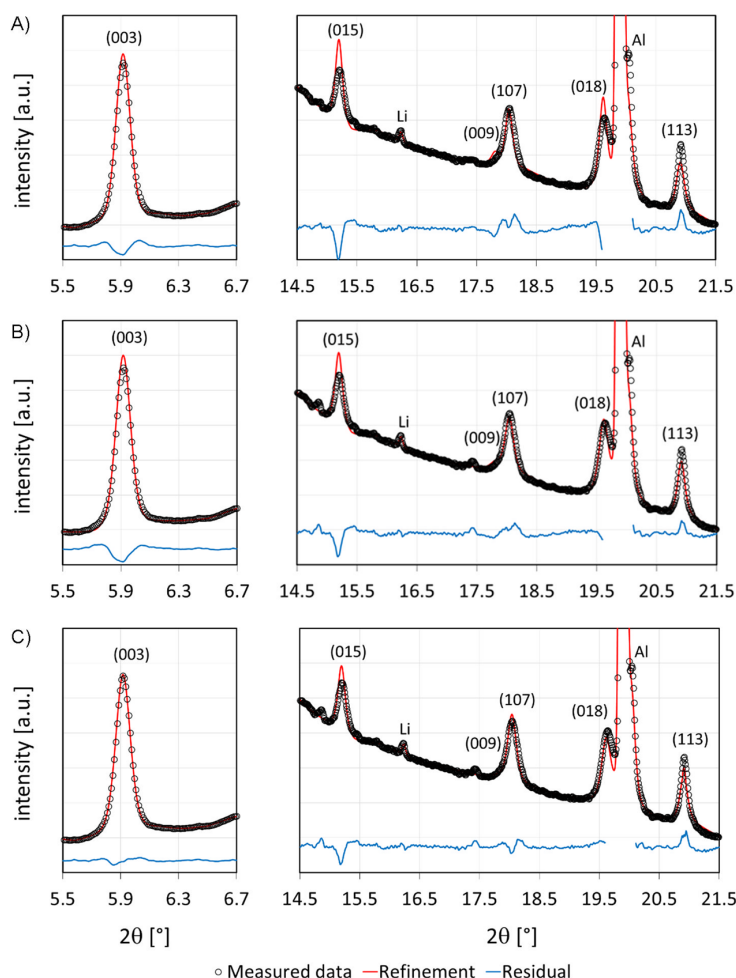 A)
intensity [a.u.]
(003)
5.5 5.9 6.3 6.7
(015)
Li
(009)
(107)
(018)
Al
(113)
14.5 15.5 16.5 17.5 18.5 19.5 20.5 21.5
B)
intensity [a.u.]
(003)
5.5 5.9 6.3 6.7
(015)
Li
(009)
(107)
(018)
Al
(113)
14.5 15.5 16.5 17.5 18.5 19.5 20.5 21.5
C)
intensity [a.u.]
(003)
5.5 5.9 6.3 6.7
2θ [°]
(015)
Li
(009)
(107)
(018)
Al
(113)
14.5 15.5 16.5 17.5 18.5 19.5 20.5 21.5
2θ [°]
Measured data Refinement Residual